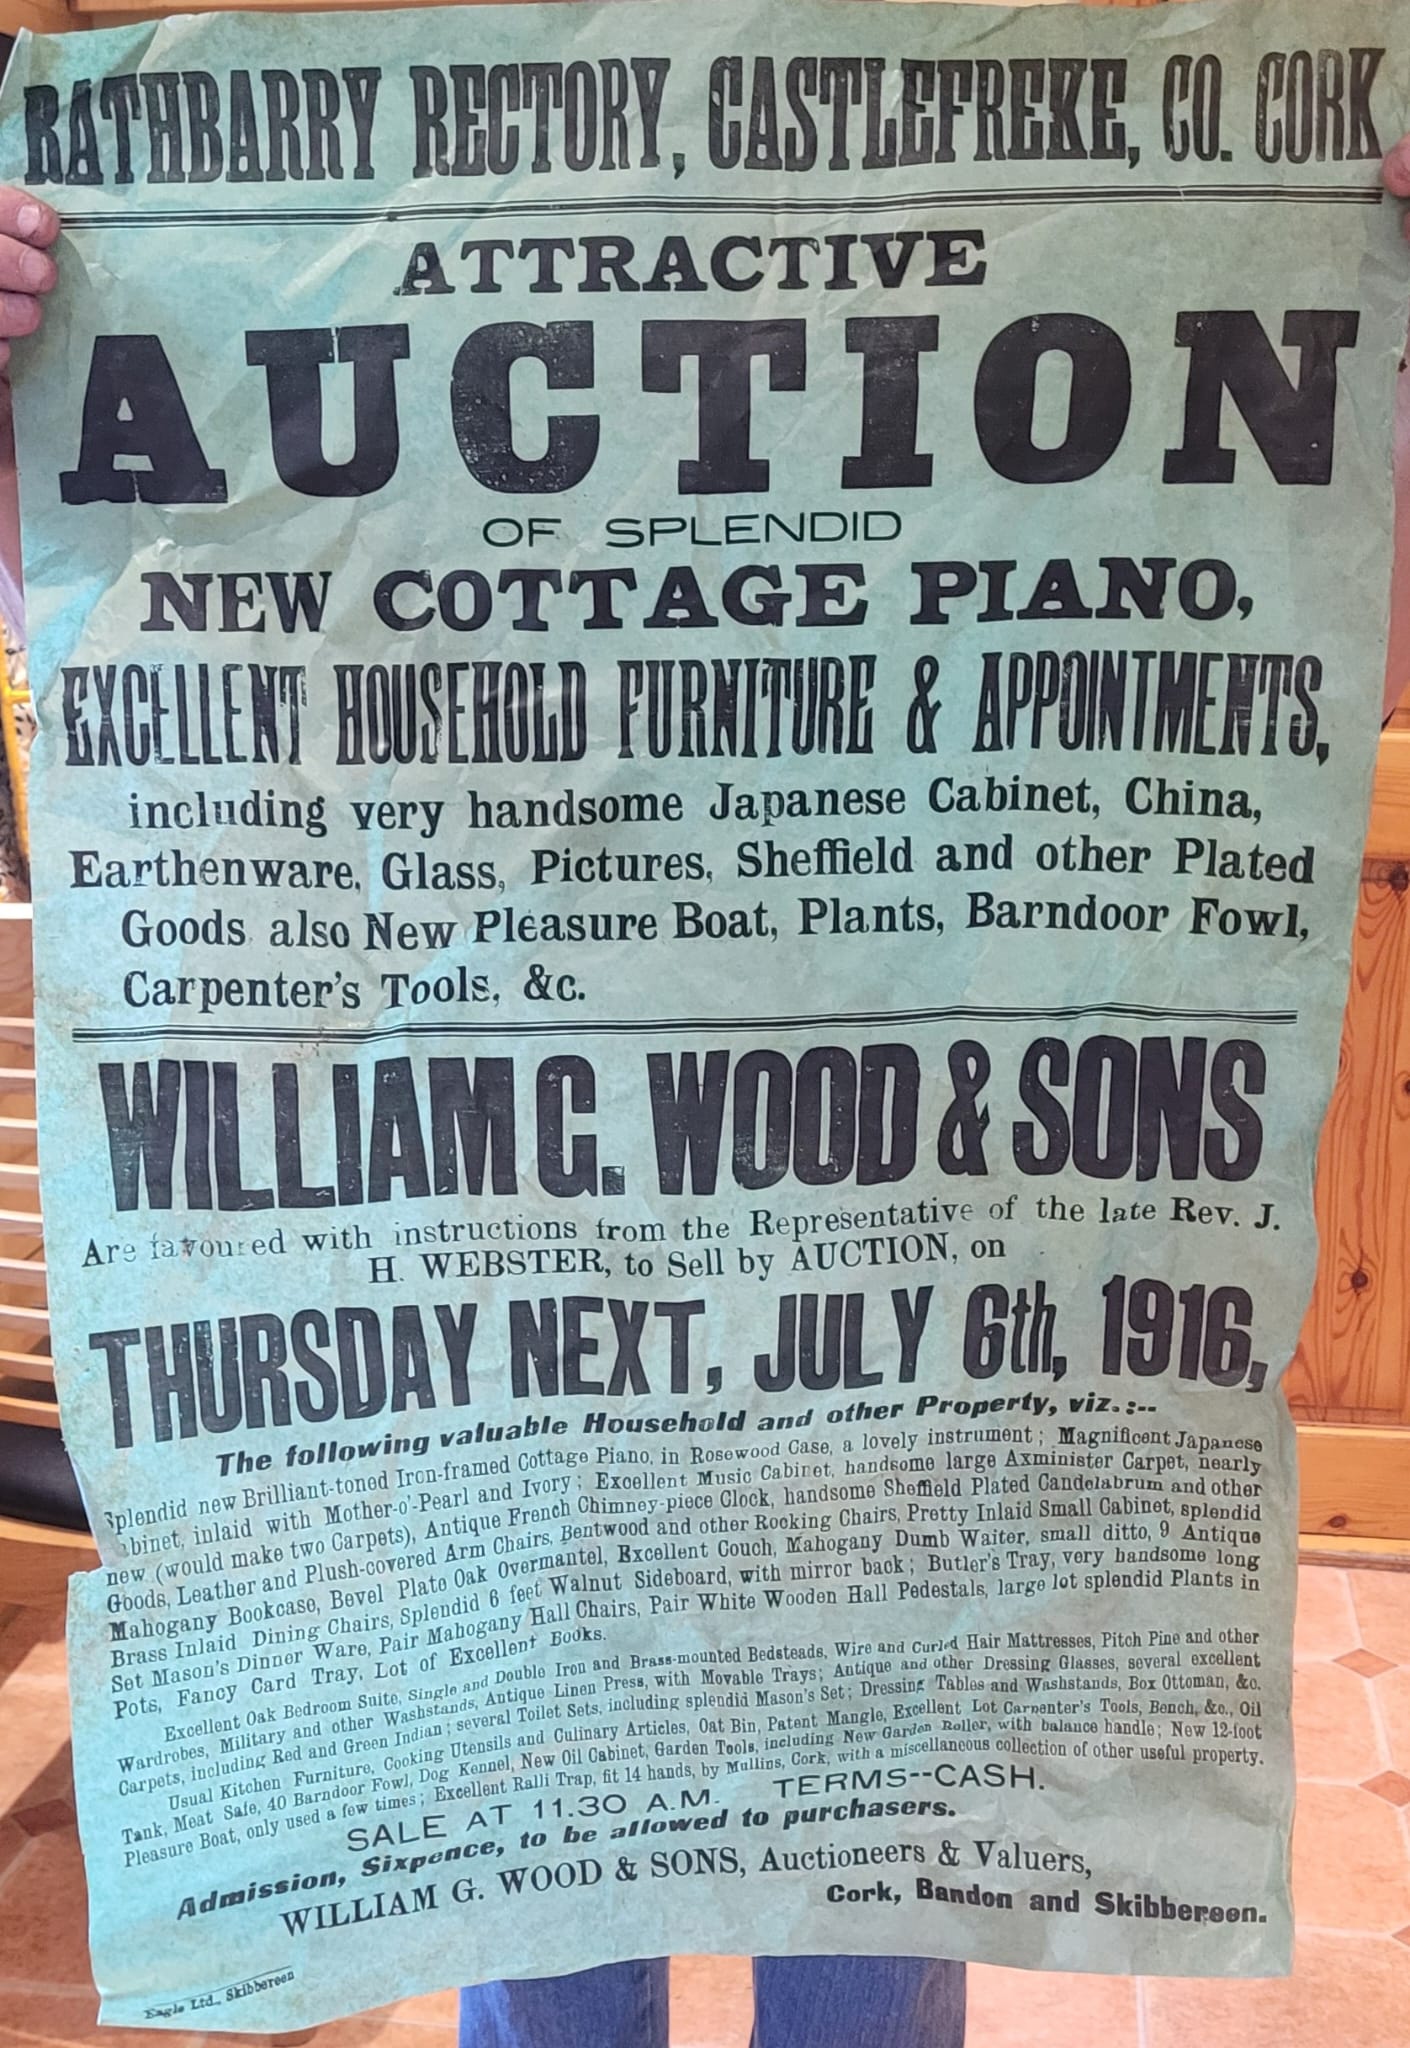 RATHBARRY RECTORY, CASTLEFREKE, CO. CORK
ATTRACTIVE
AUCTION
OF SPLENDID
NEW COTTAGE PIANO,
EXCELLENT HOUSEHOLD FURNITURE & APPOINTMENTS,
including very handsome Japanese Cabinet, China,
Earthenware, Glass, Pictures, Sheffield and other Plated
Goods also New Pleasure Boat, Plants, Barndoor Fowl,
Carpenter's Tools, &c.
WILLIAM G. WOOD & SONS
Are favoured with instructions from the Representative of the late Rev. J.
H. WEBSTER, to Sell by AUCTION, on
THURSDAY NEXT, JULY 6th, 1916,
The following valuable Household and other Property, viz.:--
Splendid new Brilliant-toned Iron-framed Cottage Piano, in Rosewood Case, a lovely instrument; Magnificent Japanese
abinet, inlaid with Mother-o'-Pearl and Ivory; Excellent Music Cabinet, handsome large Axminister Carpet, nearly
new (would make two Carpets), Antique French Chimney-piece Clock, handsome Sheffield Plated Candelabrum and other
Goods, Leather and Plush-covered Arm Chairs, Bentwood and other Rocking Chairs, Pretty Inlaid Small Cabinet, splendid
Mahogany Bookcase, Bevel Plate Oak Overmantel, Excellent Couch, Mahogany Dumb Waiter, small ditto, 9 Antique
Brass Inlaid Dining Chairs, Splendid 6 feet Walnut Sideboard, with mirror back; Butler's Tray, very handsome long
Set Mason's Dinner Ware, Pair Mahogany Hall Chairs, Pair White Wooden Hall Pedestals, large lot splendid Plants in
Pots, Fancy Card Tray, Lot of Excellent Books.
Excellent Oak Bedroom Suite, Single and Double Iron and Brass-mounted Bedsteads, Wire and Curled Hair Mattresses, Pitch Pine and other
Wardrobes, Military and other Washstands, Antique Linen Press, with Movable Trays; Antique and other Dressing Glasses, several excellent
Carpets, including Red and Green Indian; several Toilet Sets, including splendid Mason's Set; Dressing Tables and Washstands, Box Ottoman, &c.
Usual Kitchen Furniture, Cooking Utensils and Culinary Articles, Oat Bin, Patent Mangle, Excellent Lot Carpenter's Tools, Bench, &c., Oil
Tank, Meat Safe, 40 Barndoor Fowl, Dog Kennel, New Oil Cabinet, Garden Tools, including New Garden Roller, with balance handle; New 12-foot
Pleasure Boat, only used a few times; Excellent Ralli Trap, fit 14 hands, by Mullins, Cork, with a miscellaneous collection of other useful property.
SALE AT 11.30 A.M. TERMS--CASH.
Admission, Sixpence, to be allowed to purchasers.
WILLIAM G. WOOD & SONS, Auctioneers & Valuers,
Cork, Bandon and Skibbereen.
Eagle Ltd., Skibbereen